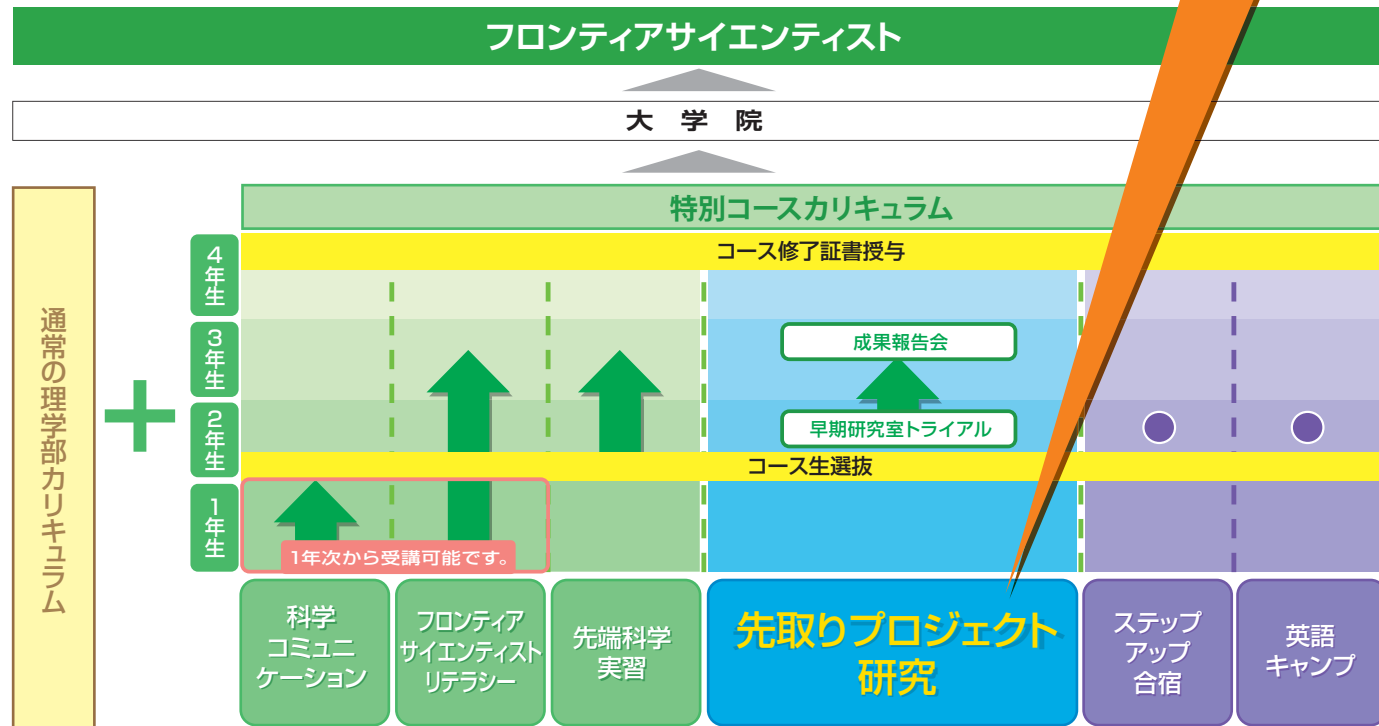 フロンティアサイエンティスト
大学院
特別コースカリキュラム
コース修了証書授与
4年生
3年生
成果報告会
2年生
早期研究室トライアル
コース生選抜
1年生
1年次から受講可能です。
通常の理学部カリキュラム
+
科学
コミュニ
ケーション
フロンティア
サイエンティスト
リテラシー
先端科学
実習
先取りプロジェクト
研究
ステップ
アップ
合宿
英語
キャンプ